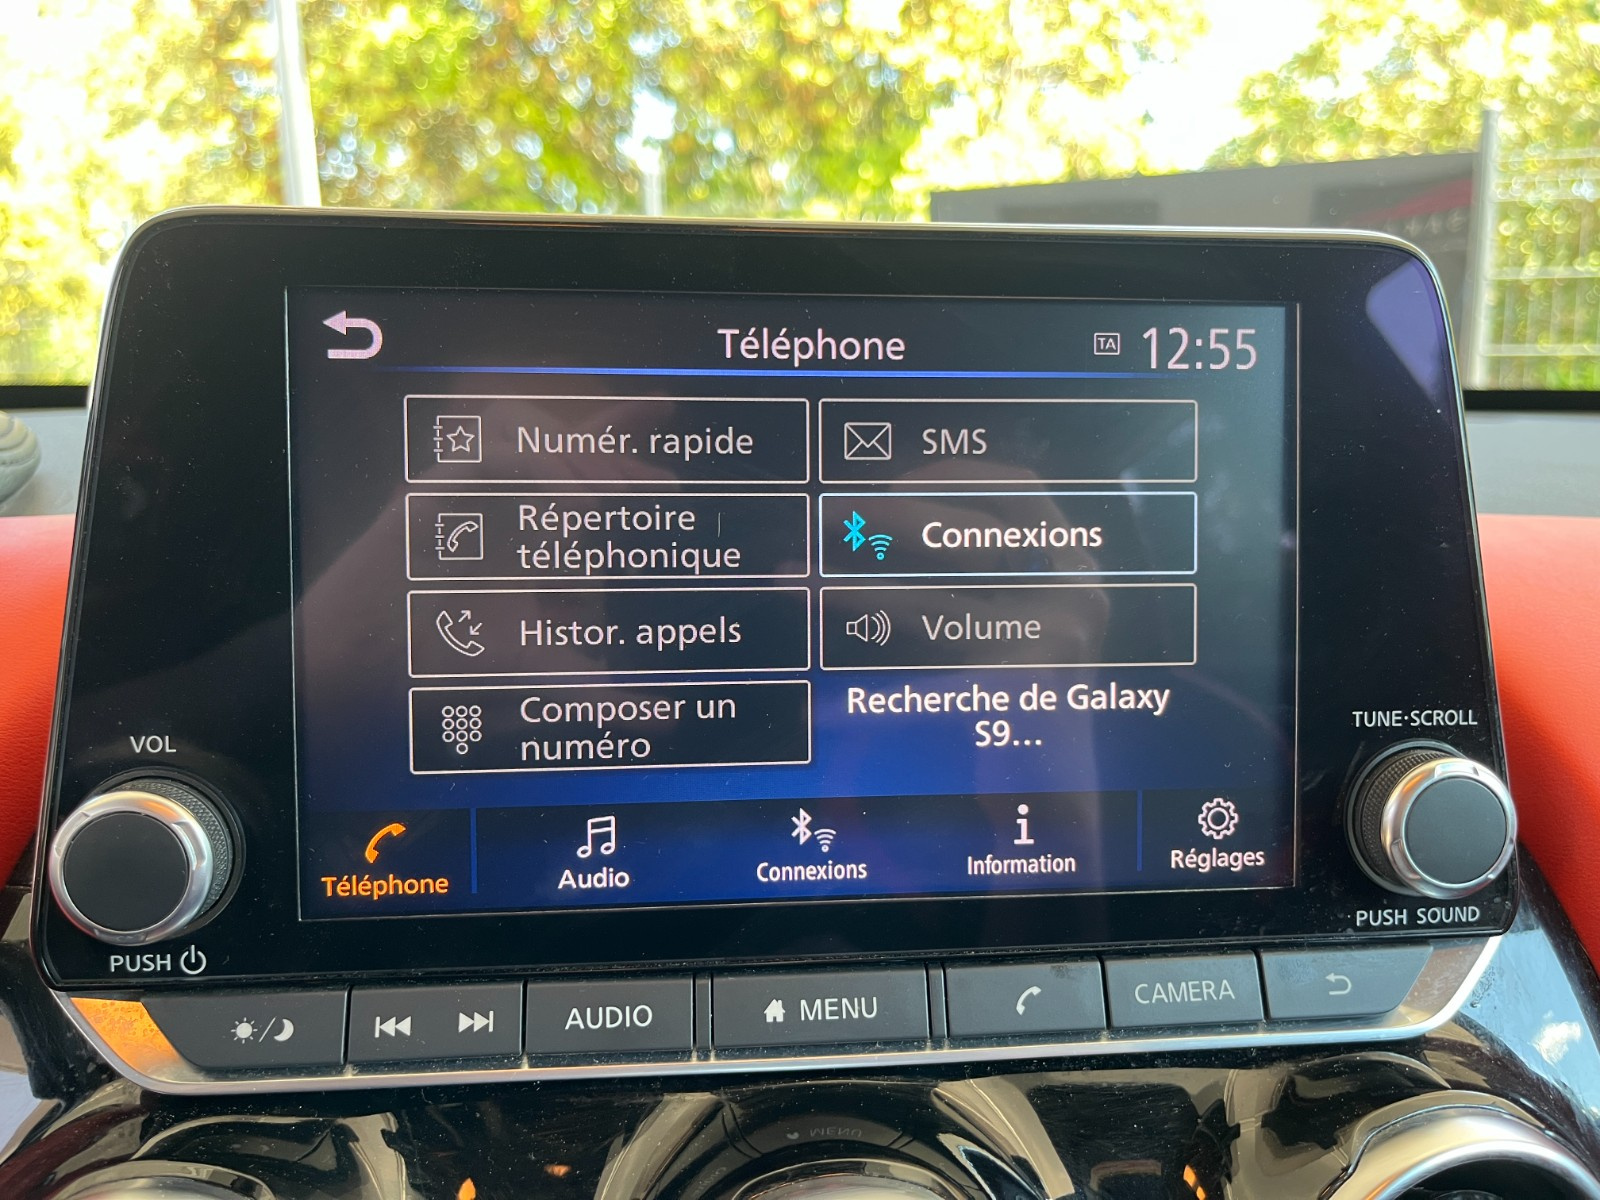 Téléphone
TA 12:55
Numér. rapide
SMS
Répertoire
téléphonique
Connexions
Histor. appels
Volume
Composer un
numéro
Recherche de Galaxy
S9...
Téléphone
Audio
Connexions
Information
Réglages
VOL
PUSH
TUNE·SCROLL
PUSH SOUND
AUDIO
MENU
CAMERA
MENU